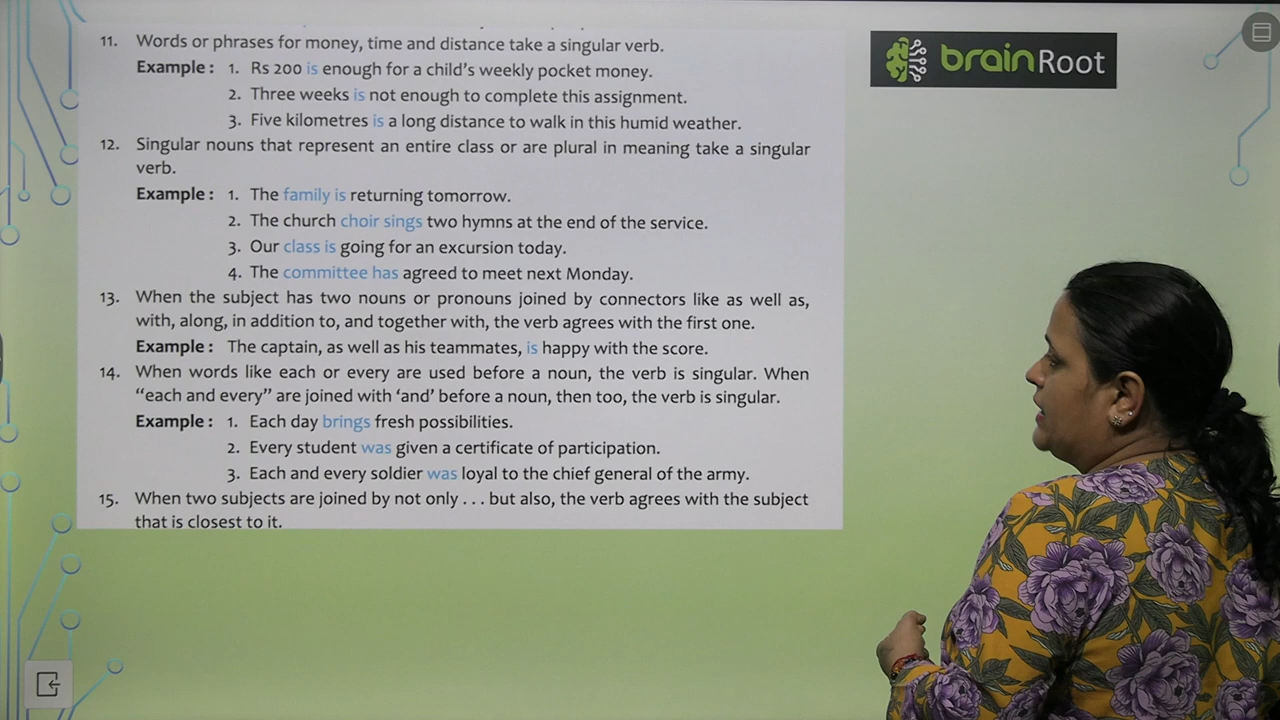 11. Words or phrases for money, time and distance take a singular verb.
Example : 1. Rs 200 is enough for a child's weekly pocket money.
2. Three weeks is not enough to complete this assignment.
3. Five kilometres is a long distance to walk in this humid weather.
12. Singular nouns that represent an entire class or are plural in meaning take a singular
verb.
Example : 1. The family is returning tomorrow.
2. The church choir sings two hymns at the end of the service.
3. Our class is going for an excursion today.
4. The committee has agreed to meet next Monday.
13. When the subject has two nouns or pronouns joined by connectors like as well as,
with, along, in addition to, and together with, the verb agrees with the first one.
Example : The captain, as well as his teammates, is happy with the score.
14. When words like each or every are used before a noun, the verb is singular. When
“each and every” are joined with ‘and’ before a noun, then too, the verb is singular.
Example : 1. Each day brings fresh possibilities.
2. Every student was given a certificate of participation.
3. Each and every soldier was loyal to the chief general of the army.
15. When two subjects are joined by not only . . . but also, the verb agrees with the subject
that is closest to it.
brainRoot